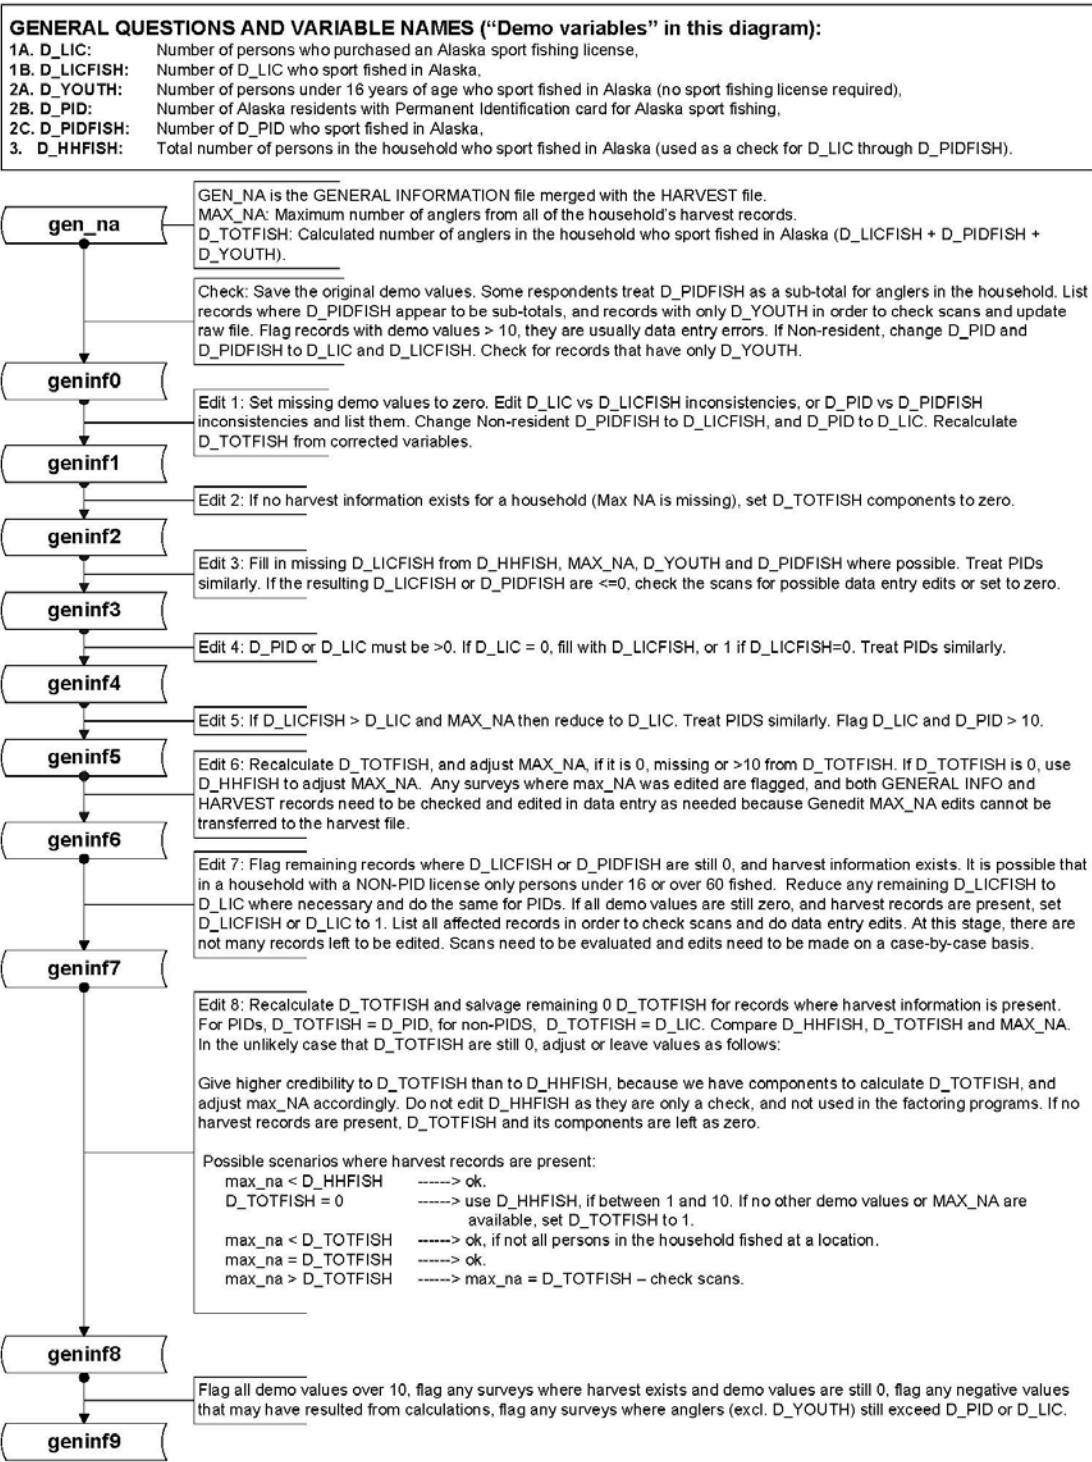 GENERAL QUESTIONS AND VARIABLE NAMES (“Demo variables” in this diagram):
1A. D_LIC: Number of persons who purchased an Alaska sport fishing license,
1B. D_LICFISH: Number of D_LIC who sport fished in Alaska,
2A. D_YOUTH: Number of persons under 16 years of age who sport fished in Alaska (no sport fishing license required),
2B. D_PID: Number of Alaska residents with Permanent Identification card for Alaska sport fishing,
2C. D_PIDFISH: Number of D_PID who sport fished in Alaska,
3. D_HHFISH: Total number of persons in the household who sport fished in Alaska (used as a check for D_LIC through D_PIDFISH).
gen_na
GEN_NA is the GENERAL INFORMATION file merged with the HARVEST file.
MAX_NA: Maximum number of anglers from all of the household's harvest records.
D_TOTFISH: Calculated number of anglers in the household who sport fished in Alaska (D_LICFISH + D_PIDFISH +
D_YOUTH).
Check: Save the original demo values. Some respondents treat D_PIDFISH as a sub-total for anglers in the household. List
records where D_PIDFISH appear to be sub-totals, and records with only D_YOUTH in order to check scans and update
raw file. Flag records with demo values > 10, they are usually data entry errors. If Non-resident, change D_PID and
D_PIDFISH to D_LIC and D_LICFISH. Check for records that have only D_YOUTH.
geninf0
Edit 1: Set missing demo values to zero. Edit D_LIC vs D_LICFISH inconsistencies, or D_PID vs D_PIDFISH
inconsistencies and list them. Change Non-resident D_PIDFISH to D_LICFISH, and D_PID to D_LIC. Recalculate
D_TOTFISH from corrected variables.
geninf1
Edit 2: If no harvest information exists for a household (Max NA is missing), set D_TOTFISH components to zero.
geninf2
Edit 3: Fill in missing D_LICFISH from D_HHFISH, MAX_NA, D_YOUTH and D_PIDFISH where possible. Treat PIDs
similarly. If the resulting D_LICFISH or D_PIDFISH are <=0, check the scans for possible data entry edits or set to zero.
geninf3
Edit 4: D_PID or D_LIC must be >0. If D_LIC = 0, fill with D_LICFISH, or 1 if D_LICFISH=0. Treat PIDs similarly.
geninf4
Edit 5: If D_LICFISH > D_LIC and MAX_NA then reduce to D_LIC. Treat PIDS similarly. Flag D_LIC and D_PID > 10.
geninf5
Edit 6: Recalculate D_TOTFISH, and adjust MAX_NA, if it is 0, missing or >10 from D_TOTFISH. If D_TOTFISH is 0, use
D_HHFISH to adjust MAX_NA. Any surveys where max_NA was edited are flagged, and both GENERAL INFO and
HARVEST records need to be checked and edited in data entry as needed because Genedit MAX_NA edits cannot be
transferred to the harvest file.
geninf6
Edit 7: Flag remaining records where D_LICFISH or D_PIDFISH are still 0, and harvest information exists. It is possible that
in a household with a NON-PID license only persons under 16 or over 60 fished. Reduce any remaining D_LICFISH to
D_LIC where necessary and do the same for PIDs. If all demo values are still zero, and harvest records are present, set
D_LICFISH or D_LIC to 1. List all affected records in order to check scans and do data entry edits. At this stage, there are
not many records left to be edited. Scans need to be evaluated and edits need to be made on a case-by-case basis.
geninf7
Edit 8: Recalculate D_TOTFISH and salvage remaining 0 D_TOTFISH for records where harvest information is present.
For PIDs, D_TOTFISH = D_PID, for non-PIDS, D_TOTFISH = D_LIC. Compare D_HHFISH, D_TOTFISH and MAX_NA.
In the unlikely case that D_TOTFISH are still 0, adjust or leave values as follows:
Give higher credibility to D_TOTFISH than to D_HHFISH, because we have components to calculate D_TOTFISH, and
adjust max_NA accordingly. Do not edit D_HHFISH as they are only a check, and not used in the factoring programs. If no
harvest records are present, D_TOTFISH and its components are left as zero.
Possible scenarios where harvest records are present:
max_na < D_HHFISH ------> ok.
D_TOTFISH = 0 ------> use D_HHFISH, if between 1 and 10. If no other demo values or MAX_NA are
available, set D_TOTFISH to 1.
max_na < D_TOTFISH ------> ok, if not all persons in the household fished at a location.
max_na = D_TOTFISH ------> ok.
max_na > D_TOTFISH ------> max_na = D_TOTFISH – check scans.
geninf8
Flag all demo values over 10, flag any surveys where harvest exists and demo values are still 0, flag any negative values
that may have resulted from calculations, flag any surveys where anglers (excl. D_YOUTH) still exceed D_PID or D_LIC.
geninf9